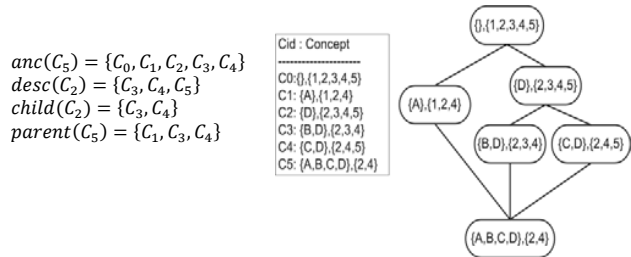 anc(C₅) = {C₀, C₁, C₂, C₃, C₄}
desc(C₂) = {C₃, C₄, C₅}
child(C₂) = {C₃, C₄}
parent(C₅) = {C₁, C₃, C₄}
Cid : Concept
--------------------
C0:{},{1,2,3,4,5}
C1: {A},{1,2,4}
C2: {D},{2,3,4,5}
C3: {B,D},{2,3,4}
C4: {C,D},{2,4,5}
C5: {A,B,C,D},{2,4}
{},{1,2,3,4,5}
{D},{2,3,4,5}
{A},{1,2,4}
{B,D},{2,3,4}
{C,D},{2,4,5}
{A,B,C,D},{2,4}